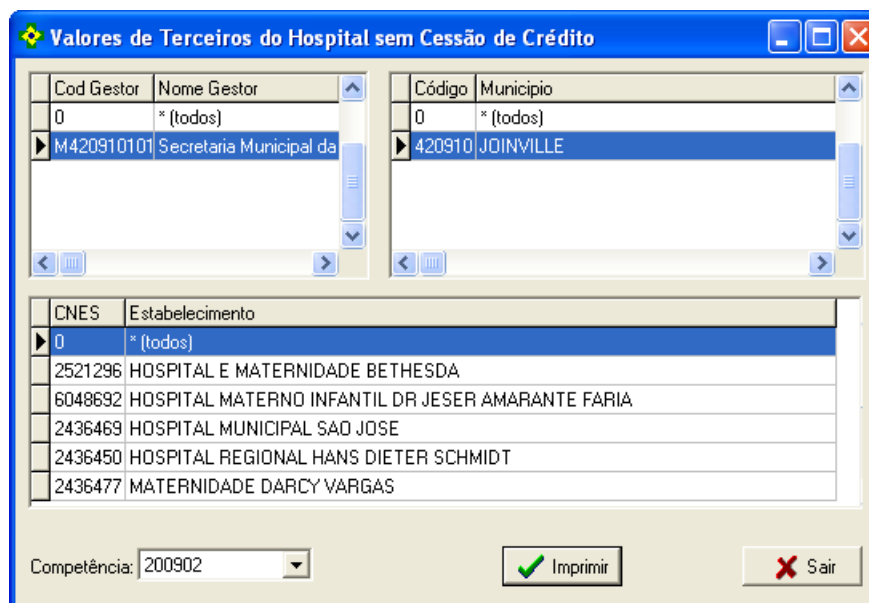 Valores de Terceiros do Hospital sem Cessão de Crédito
Cod Gestor Nome Gestor
0 * (todos)
M420910101 Secretaria Municipal da
Código Municipio
0 * (todos)
420910 JOINVILLE
CNES Estabelecimento
0 * (todos)
2521296 HOSPITAL E MATERNIDADE BETHESDA
6048692 HOSPITAL MATERNO INFANTIL DR JESER AMARANTE FARIA
2436469 HOSPITAL MUNICIPAL SAO JOSE
2436450 HOSPITAL REGIONAL HANS DIETER SCHMIDT
2436477 MATERNIDADE DARCY VARGAS
Competência: 200902 Imprimir Sair